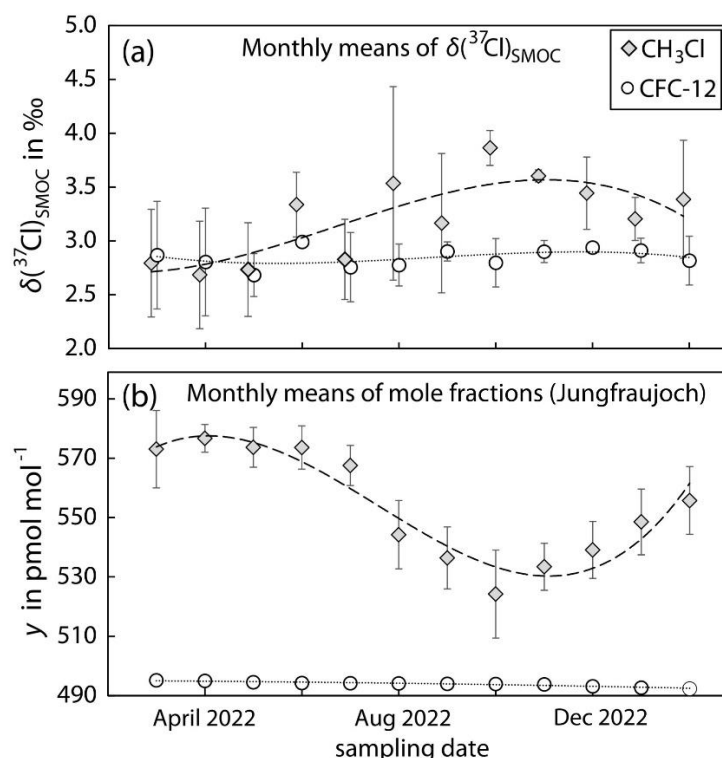 (a) Monthly means of δ(³⁷Cl)SMOC
CH₃Cl
CFC-12
δ(³⁷Cl)SMOC in ‰
5.0
4.5
4.0
3.5
3.0
2.5
2.0
(b) Monthly means of mole fractions (Jungfraujoch)
y in pmol mol⁻¹
590
570
550
530
510
490
April 2022 Aug 2022 Dec 2022
sampling date